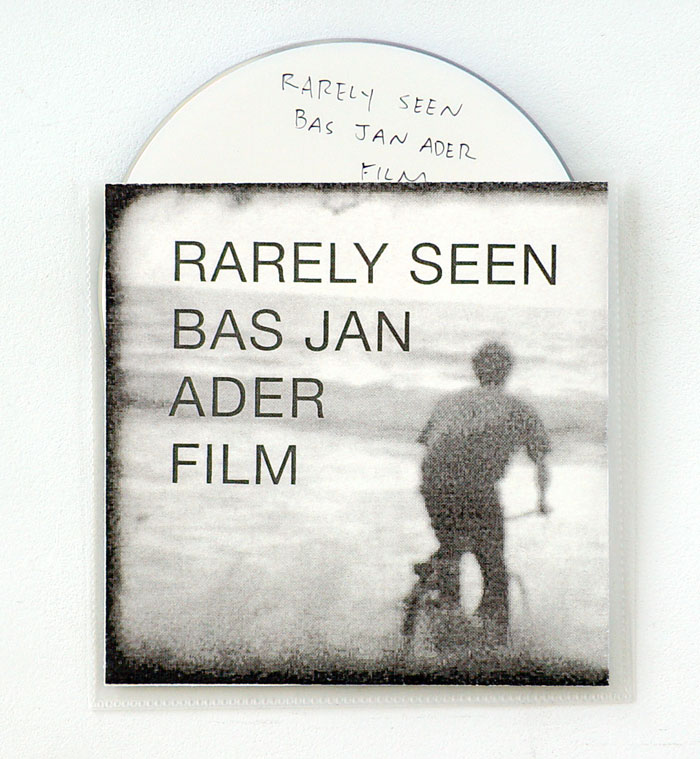 RARELY SEEN
BAS JAN ADER
FILM
RARELY SEEN
BAS JAN
ADER
FILM